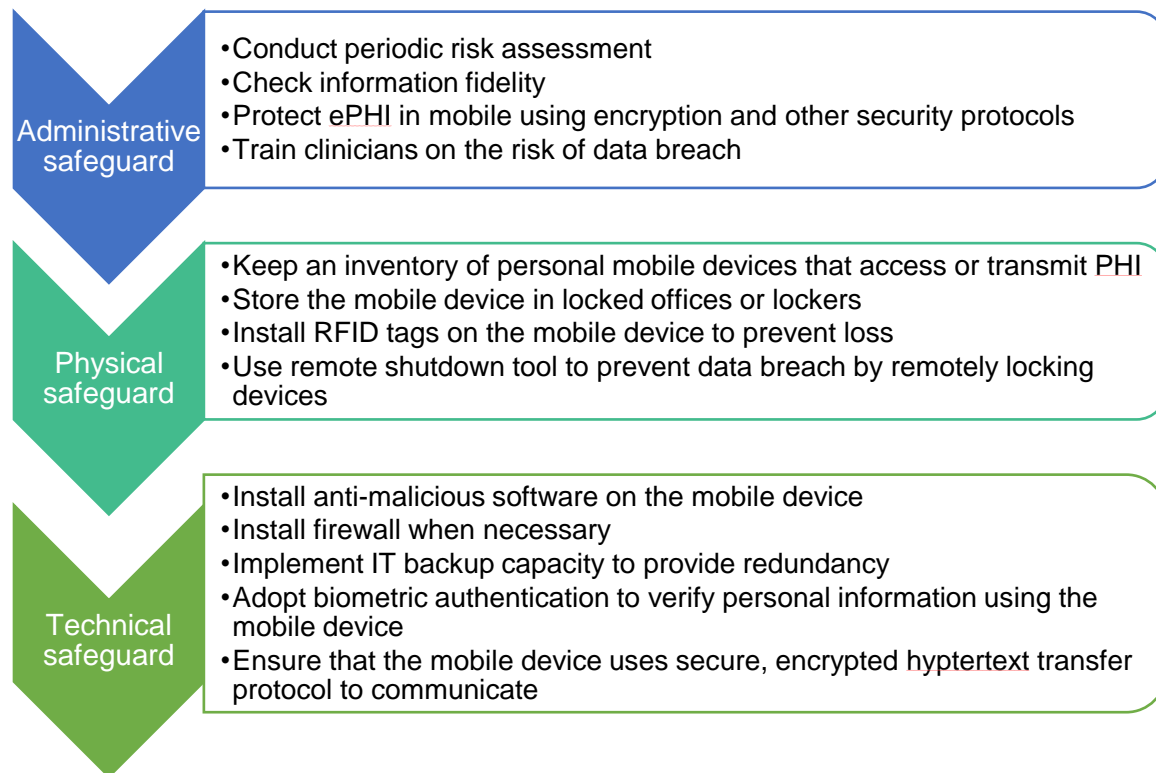 Administrative
safeguard
•Conduct periodic risk assessment
•Check information fidelity
•Protect ePHI in mobile using encryption and other security protocols
•Train clinicians on the risk of data breach
Physical
safeguard
•Keep an inventory of personal mobile devices that access or transmit PHI
•Store the mobile device in locked offices or lockers
•Install RFID tags on the mobile device to prevent loss
•Use remote shutdown tool to prevent data breach by remotely locking
devices
Technical
safeguard
•Install anti-malicious software on the mobile device
•Install firewall when necessary
•Implement IT backup capacity to provide redundancy
•Adopt biometric authentication to verify personal information using the
mobile device
•Ensure that the mobile device uses secure, encrypted hyptertext transfer
protocol to communicate